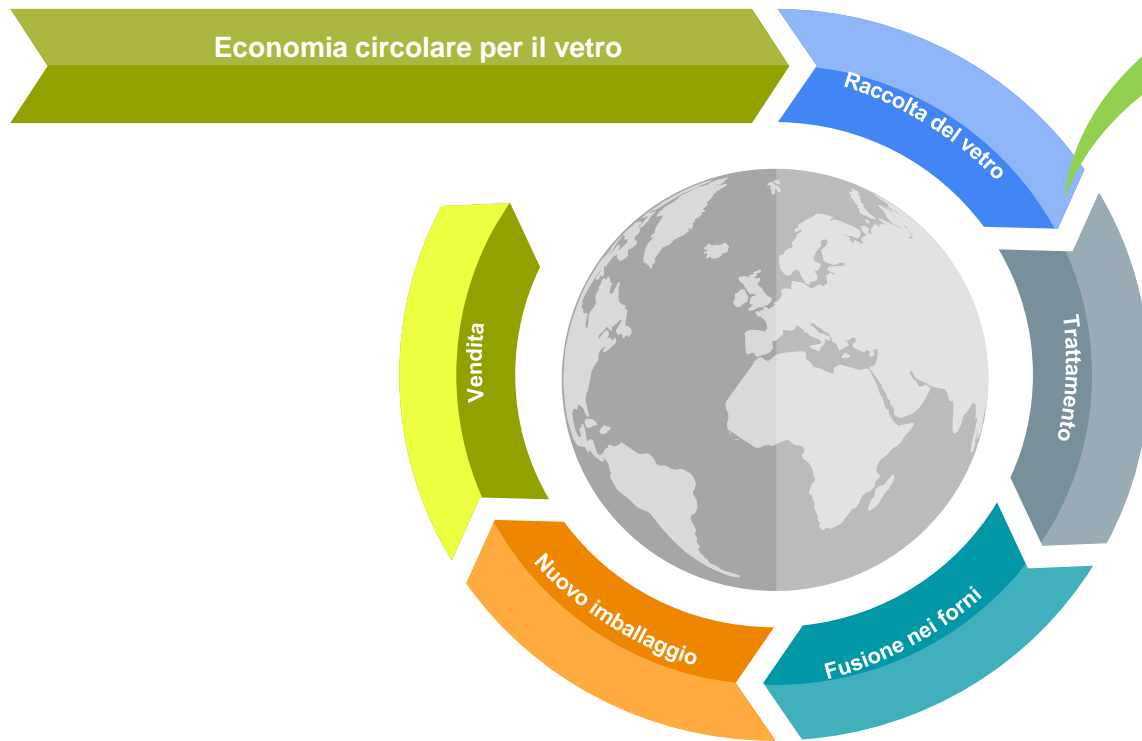 Economia circolare per il vetro
Raccolta del vetro
Trattamento
Fusione nei forni
Nuovo imballaggio
Vendita